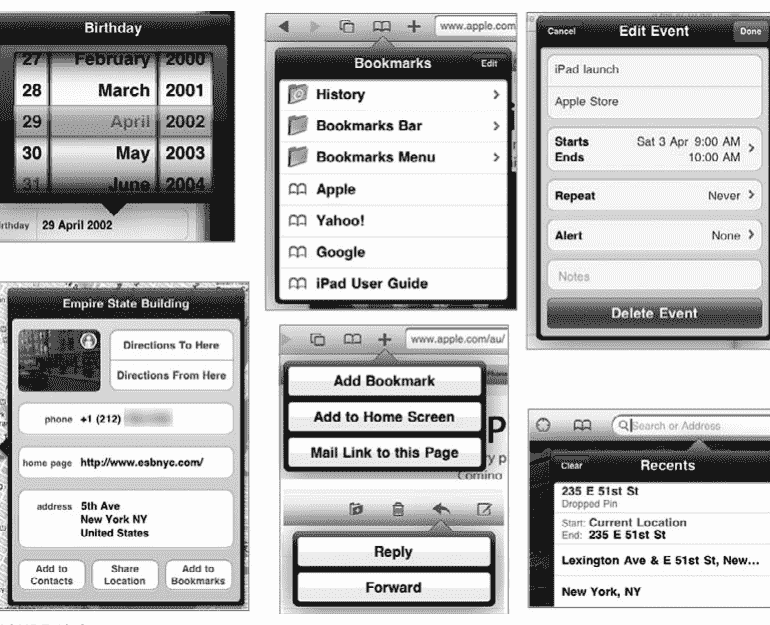 Birthday
27 February 2000
28 March 2001
29 April 2002
30 May 2003
31 June 2004
29 April 2002
www.apple.com
Bookmarks
Edit
History
Bookmarks Bar
Bookmarks Menu
Apple
Yahoo!
Google
iPad User Guide
Cancel
Edit Event
Done
iPad launch
Apple Store
Starts Sat 3 Apr 9:00 AM
Ends 10:00 AM
Repeat Never
Alert None
Notes
Delete Event
Empire State Building
Directions To Here
Directions From Here
phone +1 (212)
home page http://www.esbnyc.com/
address 5th Ave
New York NY
United States
Add to Contacts
Share Location
Add to Bookmarks
www.apple.com/au/
Add Bookmark
Add to Home Screen
Mail Link to this Page
P
Coming
Reply
Forward
Search or Address
Clear
Recents
235 E 51st St
Dropped Pin
Start: Current Location
End: 235 E 51st St
Lexington Ave & E 51st St, New...
New York, NY